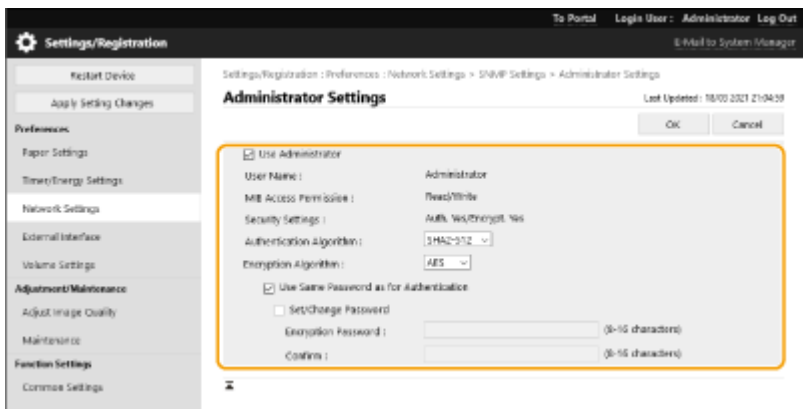 To Portal Login User : Administrator Log Out
Settings/Registration
E-Mail to System Manager
Restart Device
Apply Setting Changes
Preferences
Paper Settings
Timer/Energy Settings
Network Settings
External Interface
Volume Settings
Adjustment/Maintenance
Adjust Image Quality
Maintenance
Function Settings
Common Settings
Settings/Registration : Preferences : Network Settings > SNMP Settings > Administrator Settings
Administrator Settings
Last Updated : 18/03 2021 21:04:59
OK Cancel
Use Administrator
User Name : Administrator
MIB Access Permission : Read/Write
Security Settings : Auth. Yes/Encrypt. Yes
Authentication Algorithm : SHA2-512
Encryption Algorithm : AES
Use Same Password as for Authentication
Set/Change Password
Encryption Password : (8-16 characters)
Confirm : (8-16 characters)